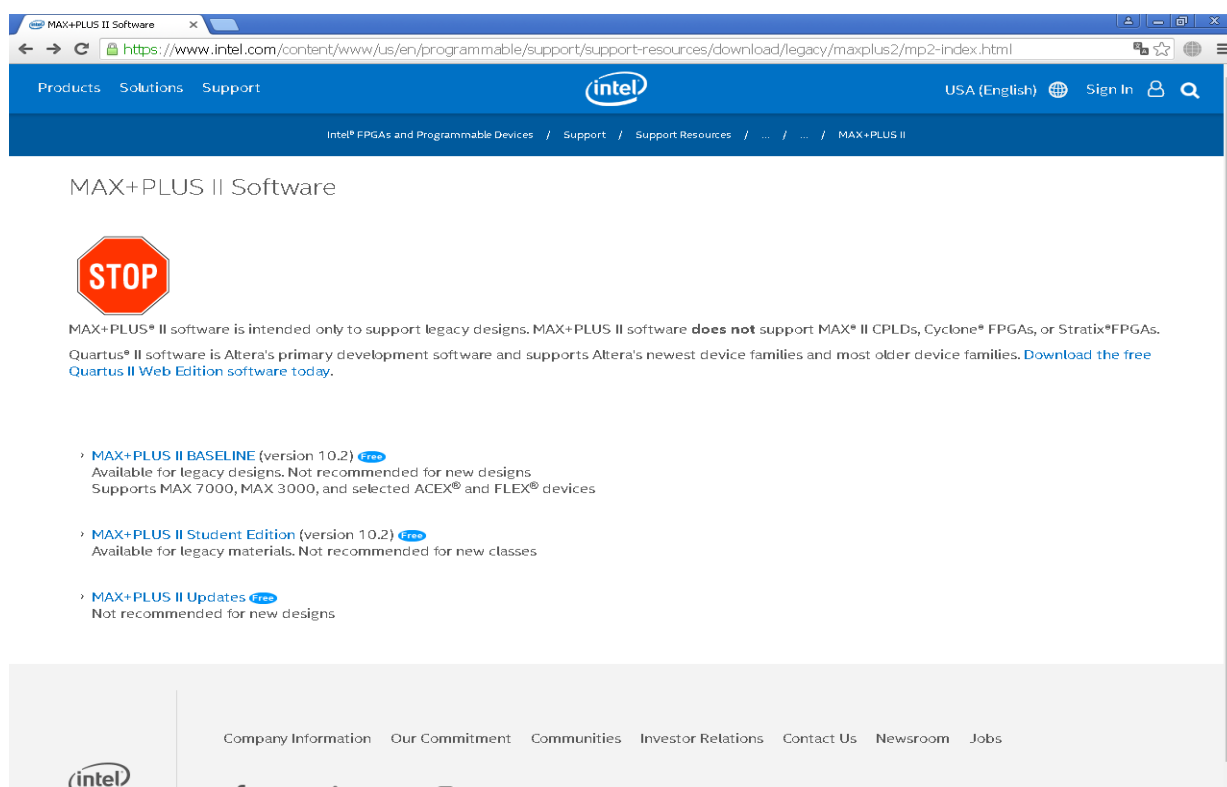 MAX+PLUS II Software
https://www.intel.com/content/www/us/en/programmable/support/support-resources/download/legacy/maxplus2/mp2-index.html
Products Solutions Support intel USA (English) Sign In
Intel® FPGAs and Programmable Devices / Support / Support Resources / ... / ... / MAX+PLUS II
MAX+PLUS II Software
STOP
MAX+PLUS® II software is intended only to support legacy designs. MAX+PLUS II software does not support MAX® II CPLDs, Cyclone® FPGAs, or Stratix®FPGAs.
Quartus® II software is Altera's primary development software and supports Altera's newest device families and most older device families. Download the free
Quartus II Web Edition software today.
› MAX+PLUS II BASELINE (version 10.2) Free
Available for legacy designs. Not recommended for new designs
Supports MAX 7000, MAX 3000, and selected ACEX® and FLEX® devices
› MAX+PLUS II Student Edition (version 10.2) Free
Available for legacy materials. Not recommended for new classes
› MAX+PLUS II Updates Free
Not recommended for new designs
Company Information Our Commitment Communities Investor Relations Contact Us Newsroom Jobs
intel